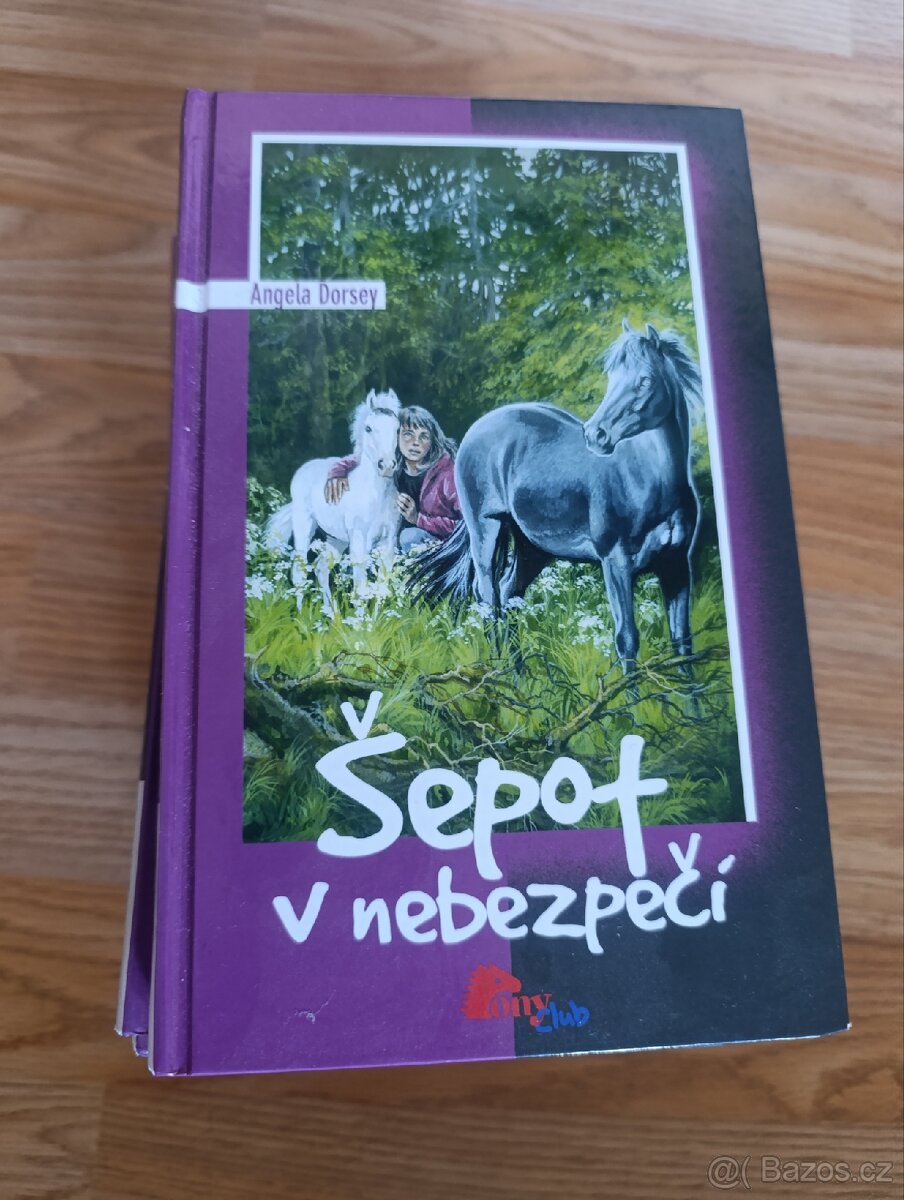 Angela Dorsey
Šepot
v nebezpečí
Pony
club
@( Bazos.cz